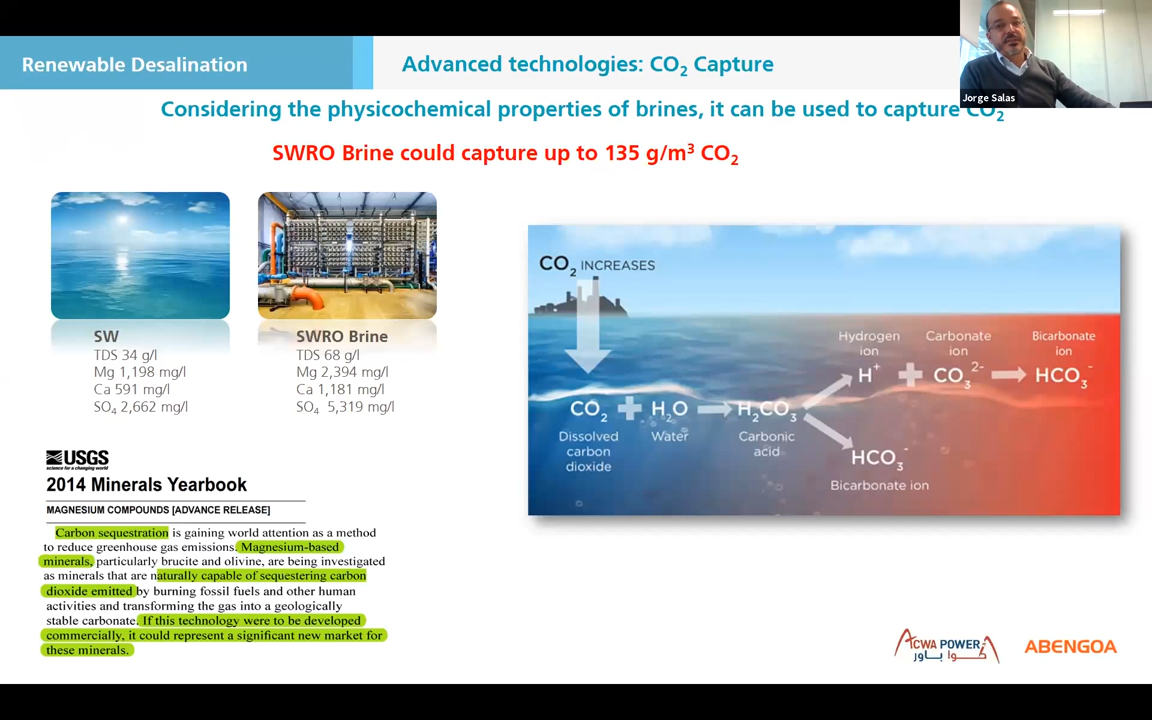 Renewable Desalination
Advanced technologies: CO₂ Capture
Jorge Salas
Considering the physicochemical properties of brines, it can be used to capture CO₂
SWRO Brine could capture up to 135 g/m³ CO₂
SW
TDS 34 g/l
Mg 1,198 mg/l
Ca 591 mg/l
SO₄ 2,662 mg/l
SWRO Brine
TDS 68 g/l
Mg 2,394 mg/l
Ca 1,181 mg/l
SO₄ 5,319 mg/l
USGS
science for a changing world
2014 Minerals Yearbook
MAGNESIUM COMPOUNDS [ADVANCE RELEASE]
Carbon sequestration is gaining world attention as a method
to reduce greenhouse gas emissions. Magnesium-based
minerals, particularly brucite and olivine, are being investigated
as minerals that are naturally capable of sequestering carbon
dioxide emitted by burning fossil fuels and other human
activities and transforming the gas into a geologically
stable carbonate. If this technology were to be developed
commercially, it could represent a significant new market for
these minerals.
CO₂ INCREASES
Hydrogen
ion
Carbonate
ion
Bicarbonate
ion
H⁺ + CO₃²⁻ → HCO₃⁻
CO₂ + H₂O → H₂CO₃
Dissolved
carbon
dioxide
Water
Carbonic
acid
HCO₃⁻
Bicarbonate ion
ACWA POWER
أكوا باور
ABENGOA